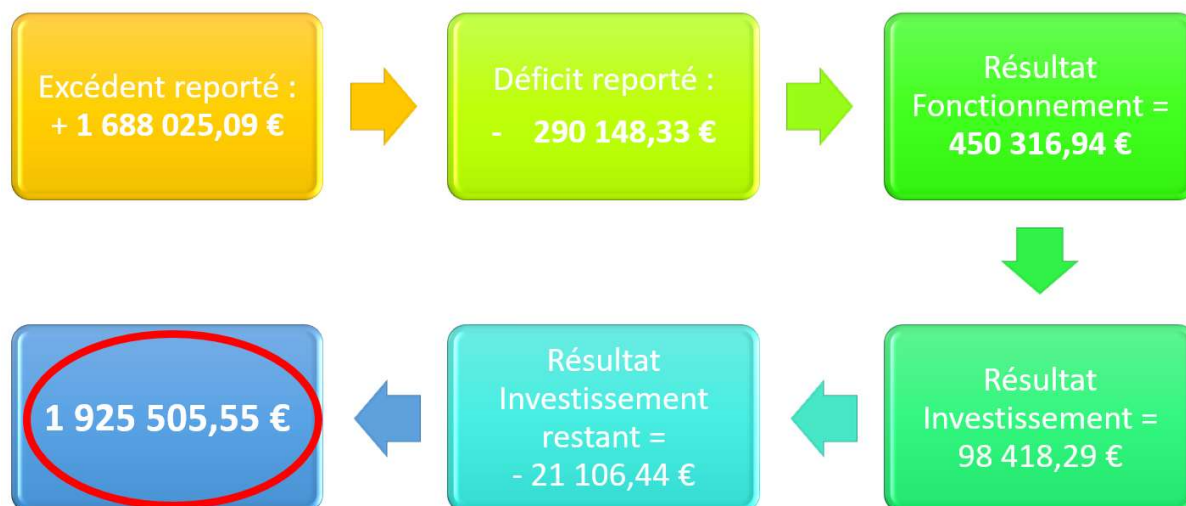 Excédent reporté :
+ 1 688 025,09 €
Déficit reporté :
- 290 148,33 €
Résultat
Fonctionnement =
450 316,94 €
Résultat
Investissement =
98 418,29 €
Résultat
Investissement
restant =
- 21 106,44 €
1 925 505,55 €